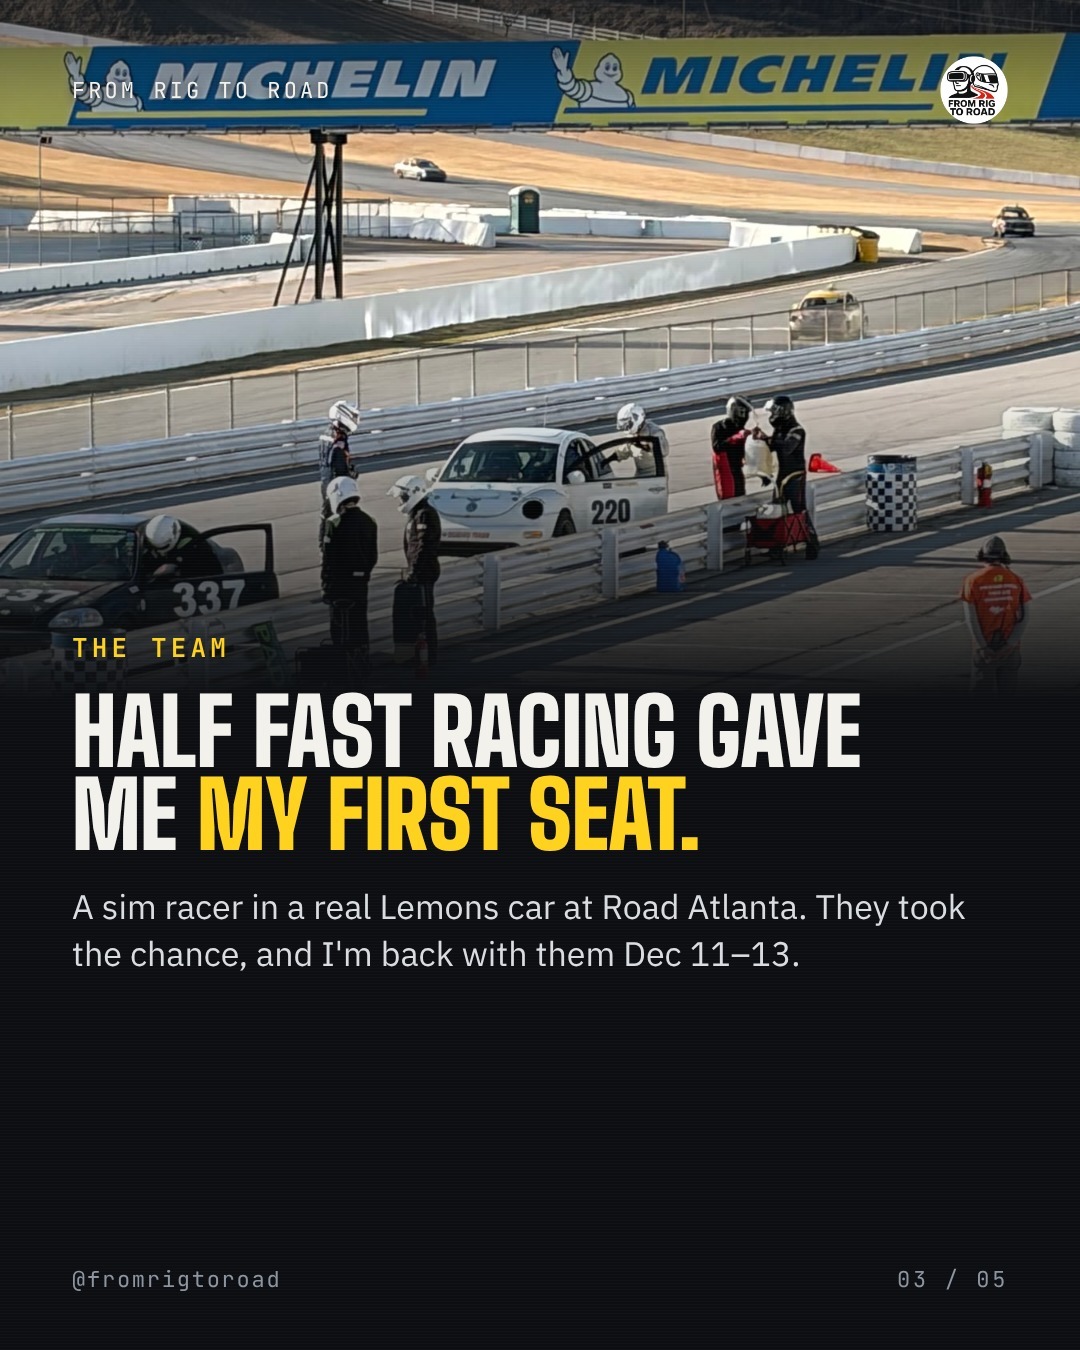 MICHELIN MICHELIN
FROM RIG TO ROAD
FROM RIG
TO ROAD
220
337
THE TEAM
HALF FAST RACING GAVE
ME MY FIRST SEAT.
A sim racer in a real Lemons car at Road Atlanta. They took
the chance, and I'm back with them Dec 11–13.
@fromrigtoroad
03 / 05